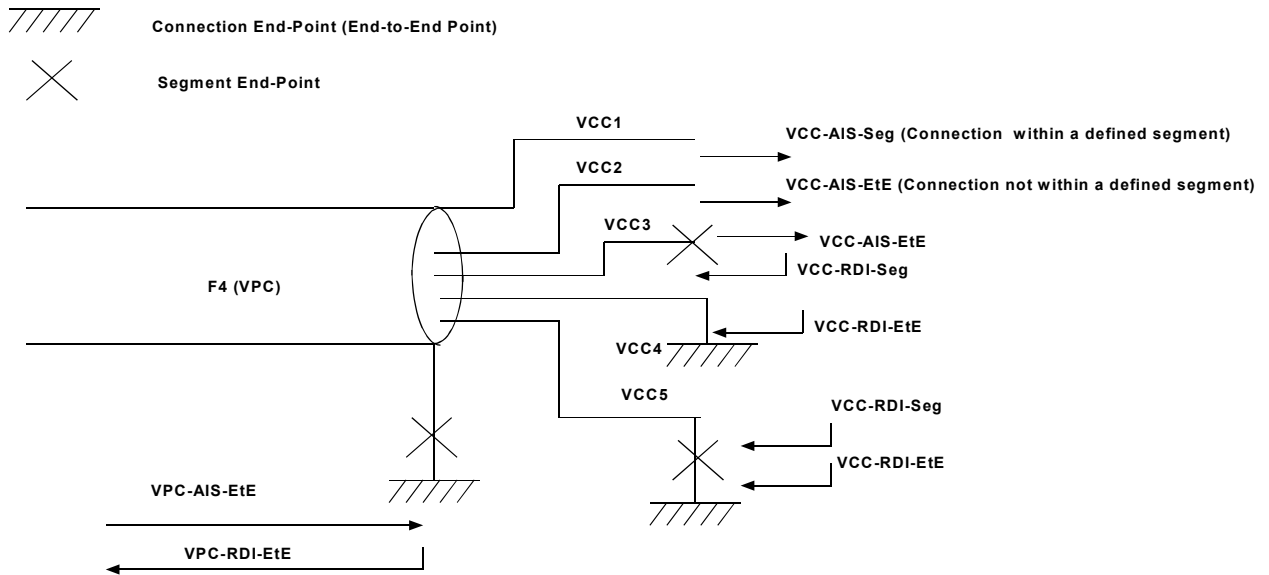 Connection End-Point (End-to-End Point)
Segment End-Point
VCC1
VCC-AIS-Seg (Connection within a defined segment)
VCC2
VCC-AIS-EtE (Connection not within a defined segment)
VCC3
VCC-AIS-EtE
VCC-RDI-Seg
F4 (VPC)
VCC-RDI-EtE
VCC4
VCC5
VCC-RDI-Seg
VCC-RDI-EtE
VPC-AIS-EtE
VPC-RDI-EtE